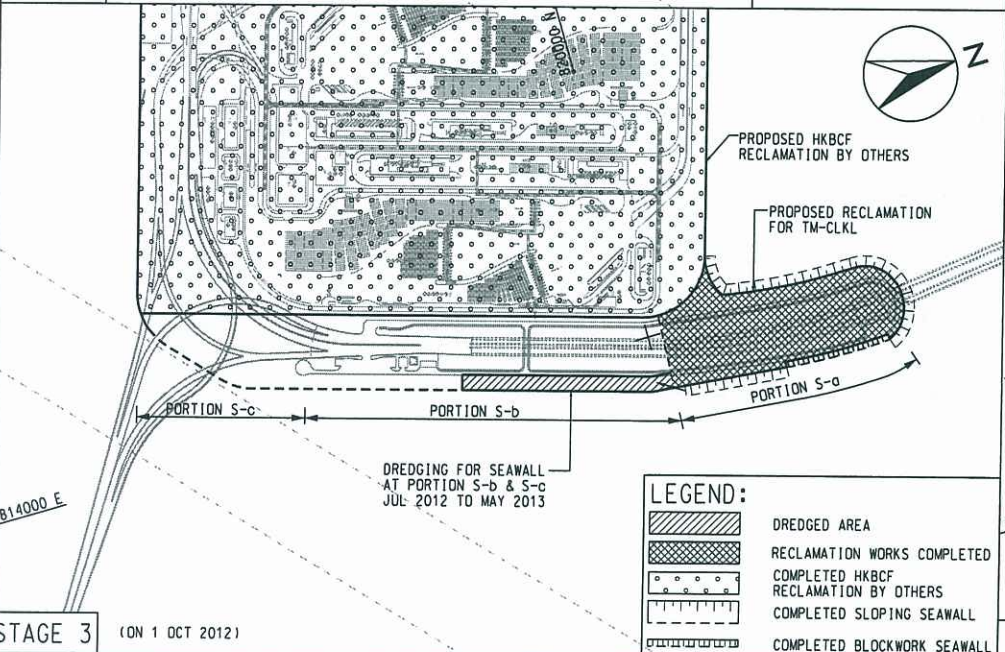 820000 N
N
PROPOSED HKBCF
RECLAMATION BY OTHERS
PROPOSED RECLAMATION
FOR TM-CLKL
PORTION S-c
PORTION S-b
PORTION S-a
DREDGING FOR SEAWALL
AT PORTION S-b & S-c
JUL 2012 TO MAY 2013
814000 E
LEGEND:
DREDGED AREA
RECLAMATION WORKS COMPLETED
COMPLETED HKBCF
RECLAMATION BY OTHERS
COMPLETED SLOPING SEAWALL
COMPLETED BLOCKWORK SEAWALL
STAGE 3 (ON 1 OCT 2012)